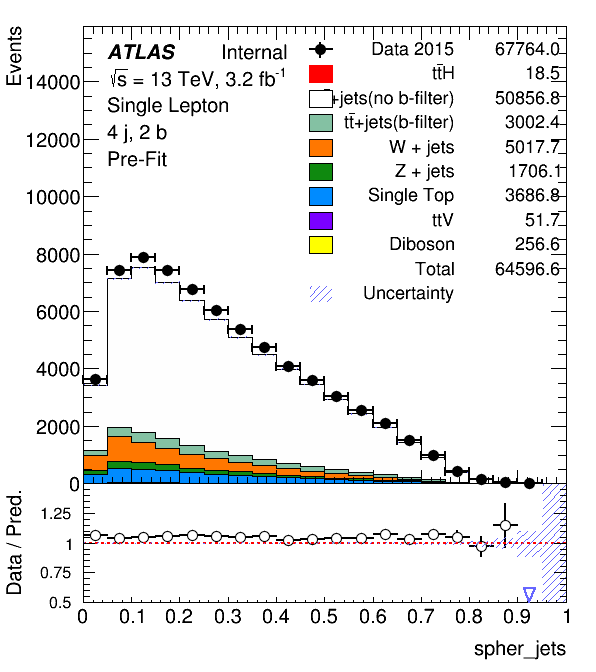 ATLAS Internal
√s = 13 TeV, 3.2 fb⁻¹
Single Lepton
4 j, 2 b
Pre-Fit
Data 2015 67764.0
tt̄H 18.5
+jets(no b-filter) 50856.8
tt̄+jets(b-filter) 3002.4
W + jets 5017.7
Z + jets 1706.1
Single Top 3686.8
ttV 51.7
Diboson 256.6
Total 64596.6
Uncertainty
Events
14000
12000
10000
8000
6000
4000
2000
0
Data / Pred.
1.25
1
0.75
0.5
0 0.1 0.2 0.3 0.4 0.5 0.6 0.7 0.8 0.9 1
spher_jets